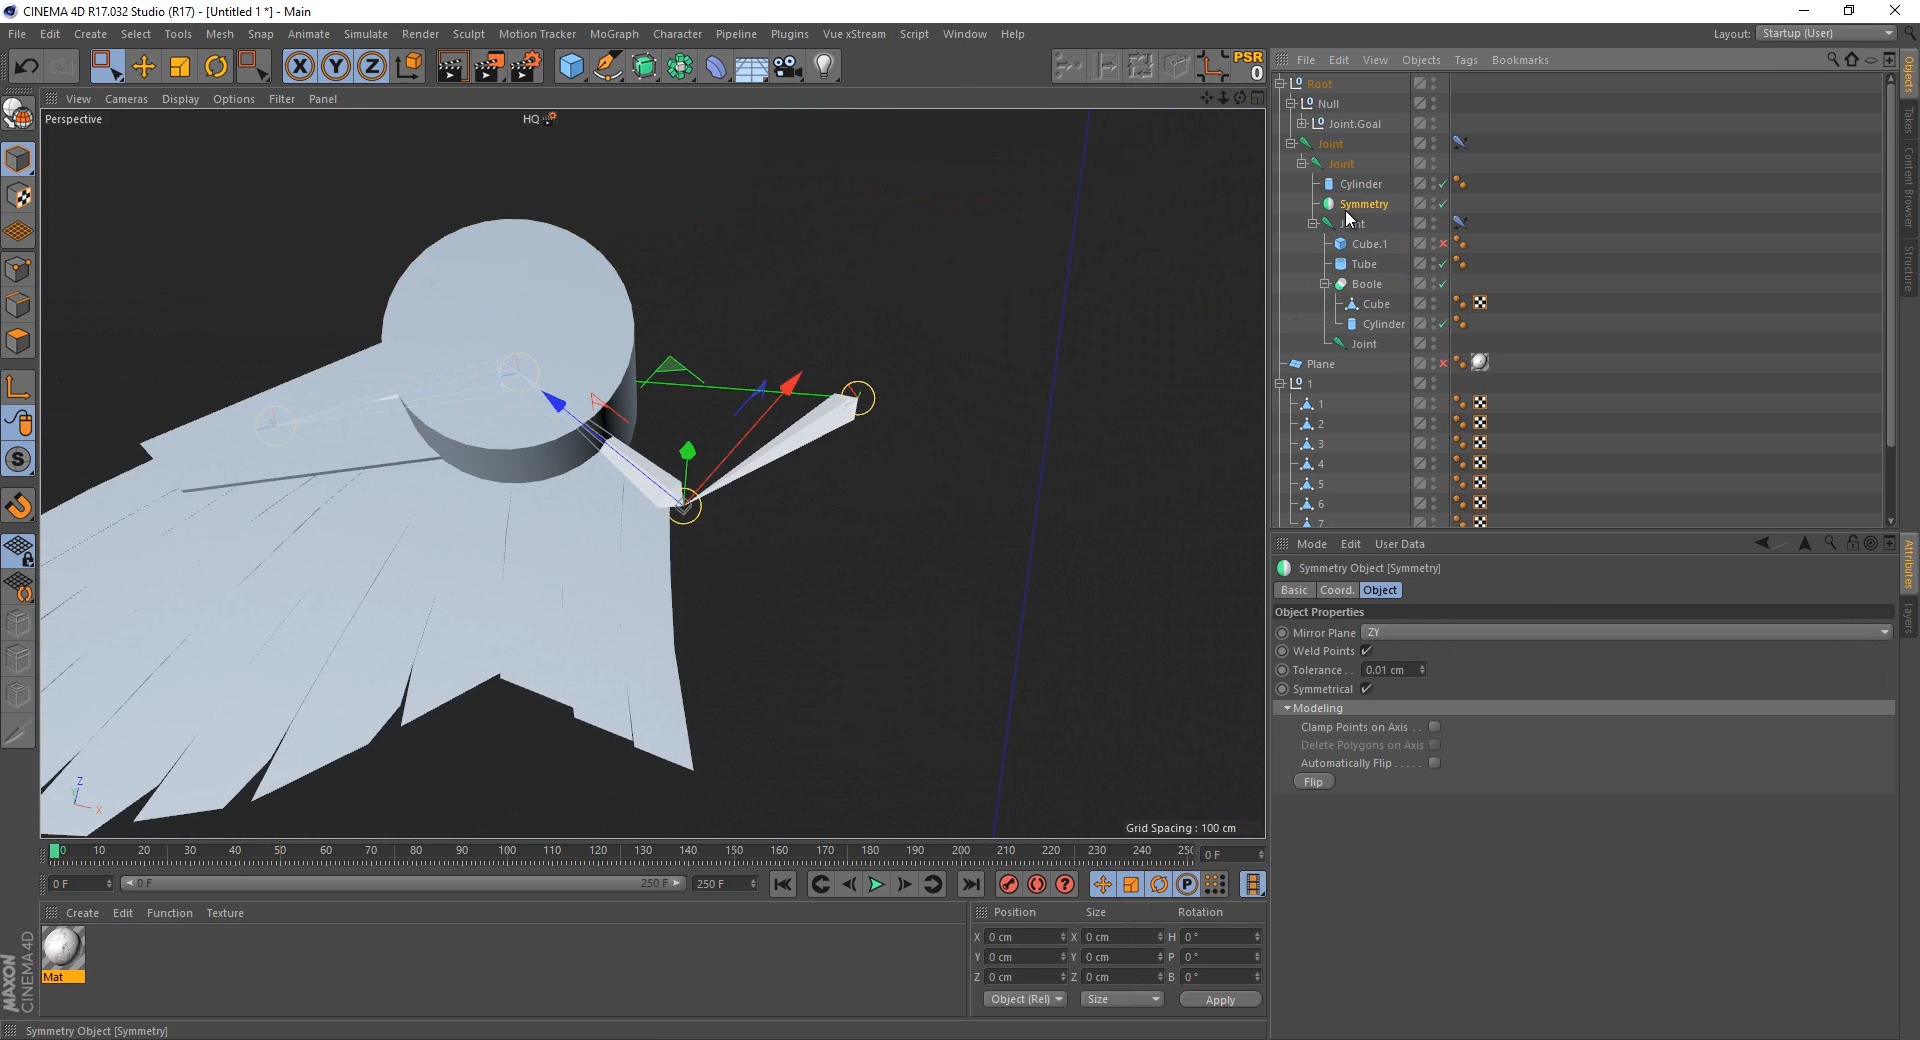 CINEMA 4D R17.032 Studio (R17) - [Untitled 1 *] - Main
File Edit Create Select Tools Mesh Snap Animate Simulate Render Sculpt Motion Tracker MoGraph Character Pipeline Plugins Vue xStream Script Window Help
Layout: Startup (User)
X Y Z
PSR
0
File Edit View Objects Tags Bookmarks
View Cameras Display Options Filter Panel
Perspective
HQ
Root
Null
Joint.Goal
Joint
Joint
Cylinder
Symmetry
Joint
Cube.1
Tube
Boole
Cube
Cylinder
Joint
Plane
1
1
2
3
4
5
6
7
Objects
Takes
Content Browser
Structure
Mode Edit User Data
Symmetry Object [Symmetry]
Basic Coord. Object
Object Properties
Mirror Plane ZY
Weld Points
Tolerance . . 0.01 cm
Symmetrical
Modeling
Clamp Points on Axis . .
Delete Polygons on Axis
Automatically Flip . . . . .
Flip
Attributes
Layers
Z
Y
X
Grid Spacing : 100 cm
0 10 20 30 40 50 60 70 80 90 100 110 120 130 140 150 160 170 180 190 200 210 220 230 240 250
0 F
0 F
0 F
250 F
250 F
P
Create Edit Function Texture
Mat
MAXON
CINEMA 4D
Position Size Rotation
X 0 cm X 0 cm H 0 °
Y 0 cm Y 0 cm P 0 °
Z 0 cm Z 0 cm B 0 °
Object (Rel) Size Apply
Symmetry Object [Symmetry]